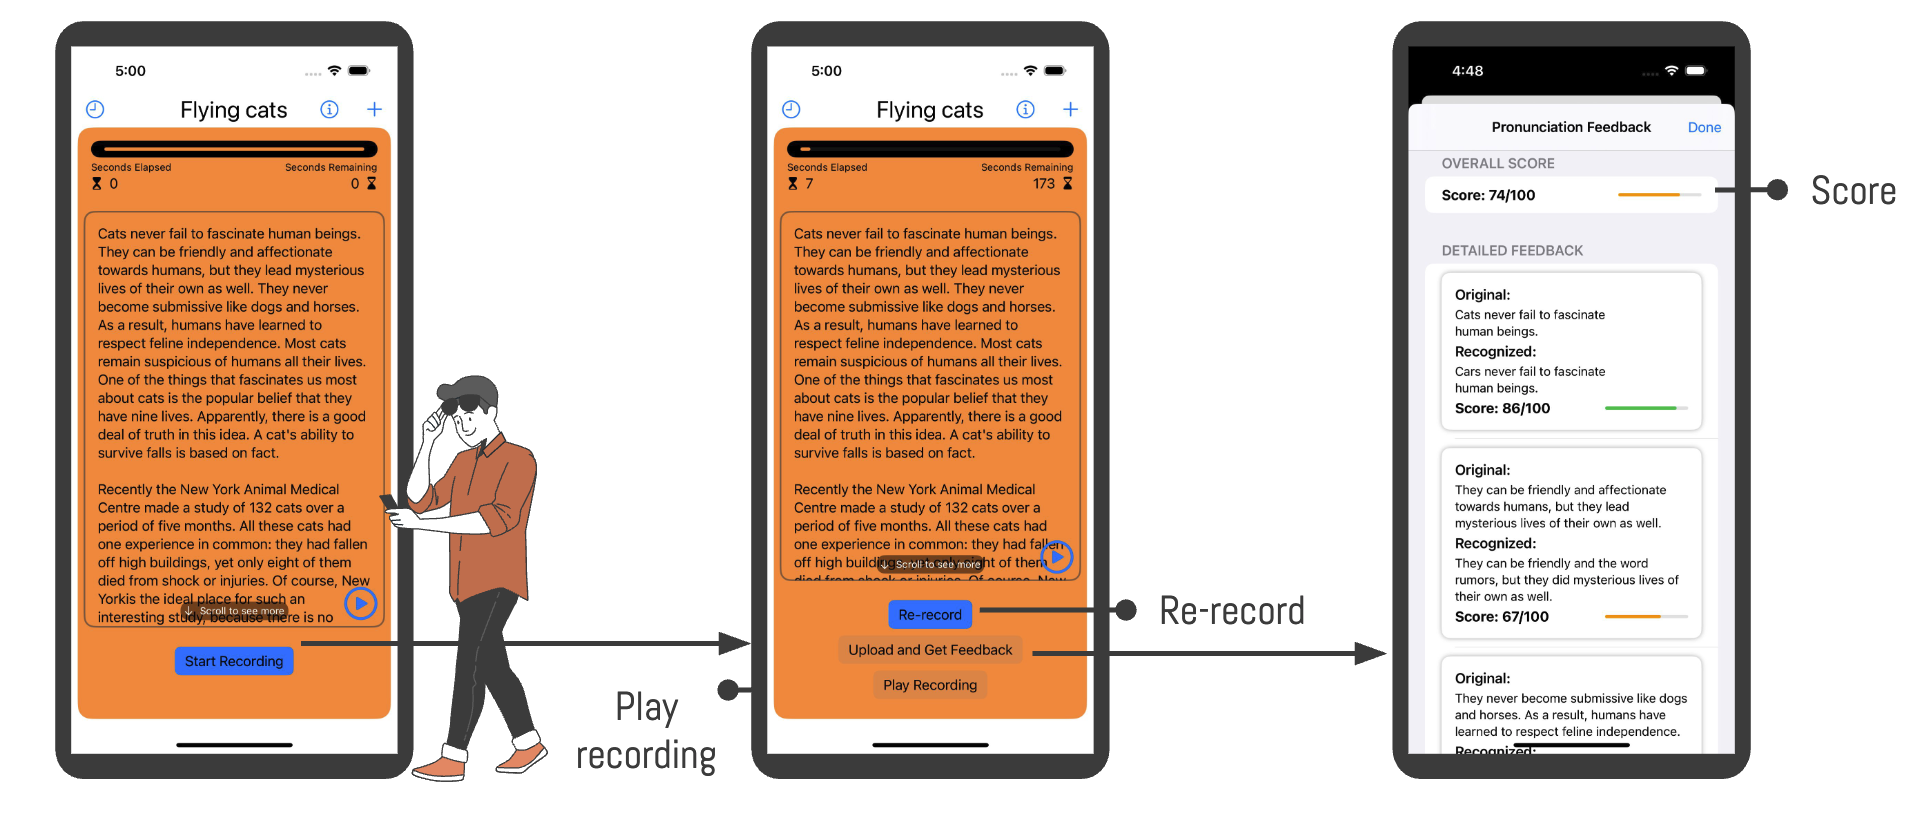 5:00
Flying cats
Seconds Elapsed
Seconds Remaining
0
0
Cats never fail to fascinate human beings.
They can be friendly and affectionate
towards humans, but they lead mysterious
lives of their own as well. They never
become submissive like dogs and horses.
As a result, humans have learned to
respect feline independence. Most cats
remain suspicious of humans all their lives.
One of the things that fascinates us most
about cats is the popular belief that they
have nine lives. Apparently, there is a good
deal of truth in this idea. A cat's ability to
survive falls is based on fact.
Recently the New York Animal Medical
Centre made a study of 132 cats over a
period of five months. All these cats had
one experience in common: they had fallen
off high buildings, yet only eight of them
died from shock or injuries. Of course, New
Yorkis the ideal place for such an
interesting study, because there is no
↓ Scroll to see more
Start Recording
Play
recording
5:00
Flying cats
Seconds Elapsed
Seconds Remaining
7
173
Cats never fail to fascinate human beings.
They can be friendly and affectionate
towards humans, but they lead mysterious
lives of their own as well. They never
become submissive like dogs and horses.
As a result, humans have learned to
respect feline independence. Most cats
remain suspicious of humans all their lives.
One of the things that fascinates us most
about cats is the popular belief that they
have nine lives. Apparently, there is a good
deal of truth in this idea. A cat's ability to
survive falls is based on fact.
Recently the New York Animal Medical
Centre made a study of 132 cats over a
period of five months. All these cats had
one experience in common: they had fallen
off high buildings, yet only eight of them
died from shock or injuries. Of course, New
↓ Scroll to see more
Re-record
Upload and Get Feedback
Play Recording
Re-record
4:48
Pronunciation Feedback
Done
OVERALL SCORE
Score: 74/100
DETAILED FEEDBACK
Original:
Cats never fail to fascinate
human beings.
Recognized:
Cars never fail to fascinate
human beings.
Score: 86/100
Original:
They can be friendly and affectionate
towards humans, but they lead
mysterious lives of their own as well.
Recognized:
They can be friendly and the word
rumors, but they did mysterious lives of
their own as well.
Score: 67/100
Original:
They never become submissive like dogs
and horses. As a result, humans have
learned to respect feline independence.
Recognized:
Score